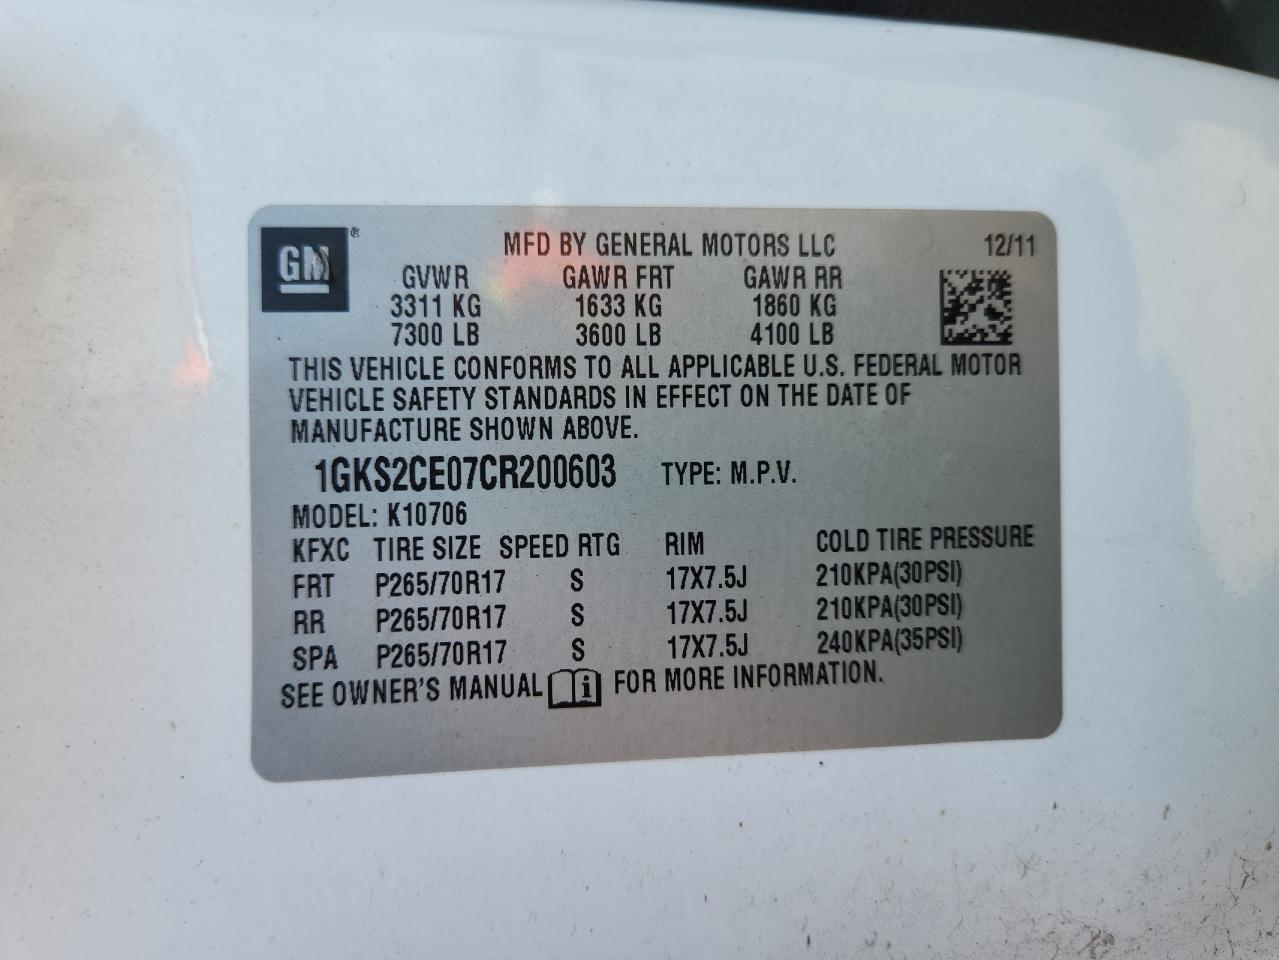 GM ®
MFD BY GENERAL MOTORS LLC 12/11
GVWR GAWR FRT GAWR RR
3311 KG 1633 KG 1860 KG
7300 LB 3600 LB 4100 LB
THIS VEHICLE CONFORMS TO ALL APPLICABLE U.S. FEDERAL MOTOR
VEHICLE SAFETY STANDARDS IN EFFECT ON THE DATE OF
MANUFACTURE SHOWN ABOVE.
1GKS2CE07CR200603 TYPE: M.P.V.
MODEL: K10706
KFXC TIRE SIZE SPEED RTG RIM COLD TIRE PRESSURE
FRT P265/70R17 S 17X7.5J 210KPA(30PSI)
RR P265/70R17 S 17X7.5J 210KPA(30PSI)
SPA P265/70R17 S 17X7.5J 240KPA(35PSI)
SEE OWNER'S MANUAL i FOR MORE INFORMATION.